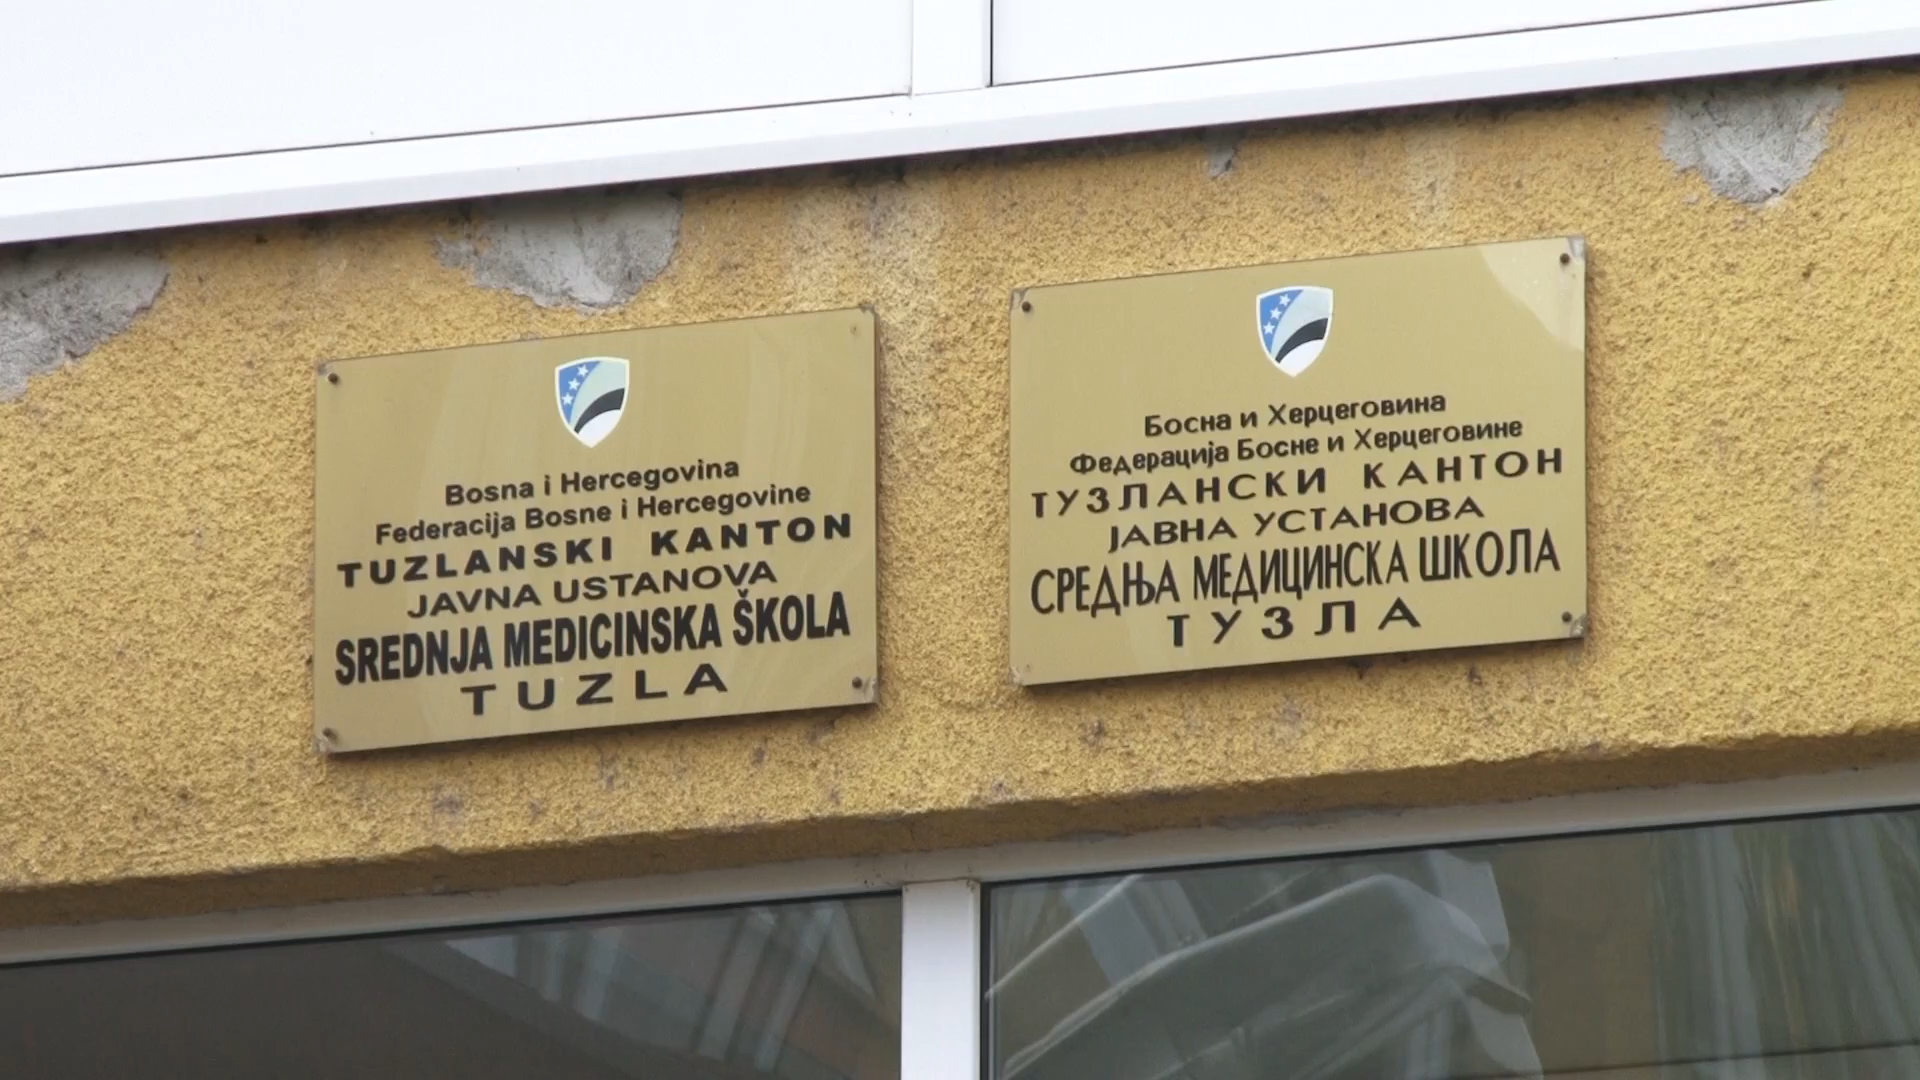 Bosna i Hercegovina
Federacija Bosne i Hercegovine
TUZLANSKI KANTON
JAVNA USTANOVA
SREDNJA MEDICINSKA ŠKOLA
TUZLA
Босна и Херцеговина
Федерација Босне и Херцеговине
ТУЗЛАНСКИ КАНТОН
ЈАВНА УСТАНОВА
СРЕДЊА МЕДИЦИНСКА ШКОЛА
ТУЗЛА